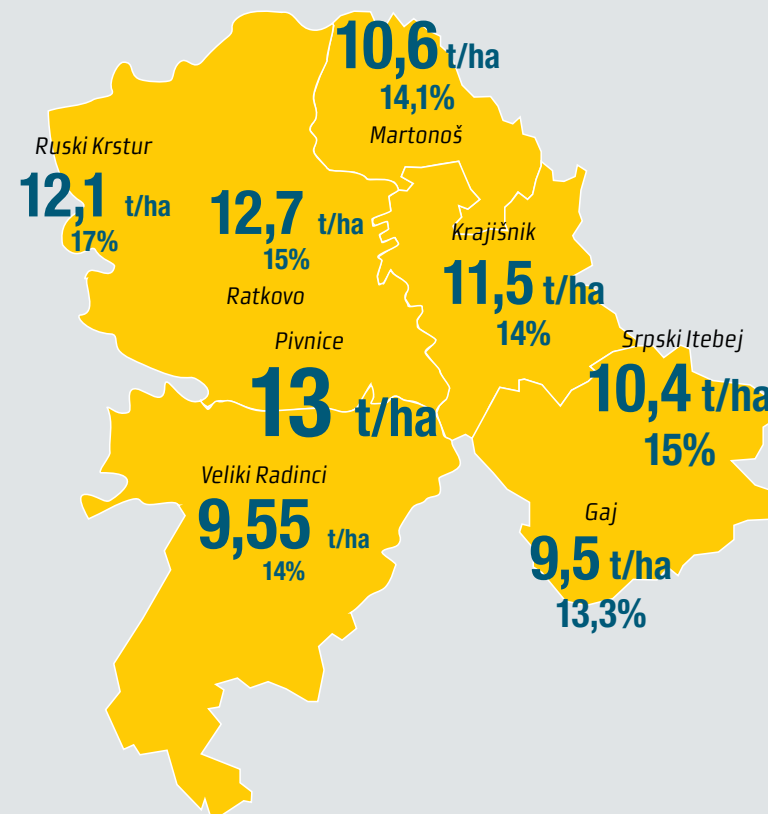 10,6 t/ha
14,1%
Martonoš
Ruski Krstur
12,1 t/ha
17%
12,7 t/ha
15%
Ratkovo
Krajišnik
11,5 t/ha
14%
Pivnice
13 t/ha
Srpski Itebej
10,4 t/ha
15%
Veliki Radinci
9,55 t/ha
14%
Gaj
9,5 t/ha
13,3%